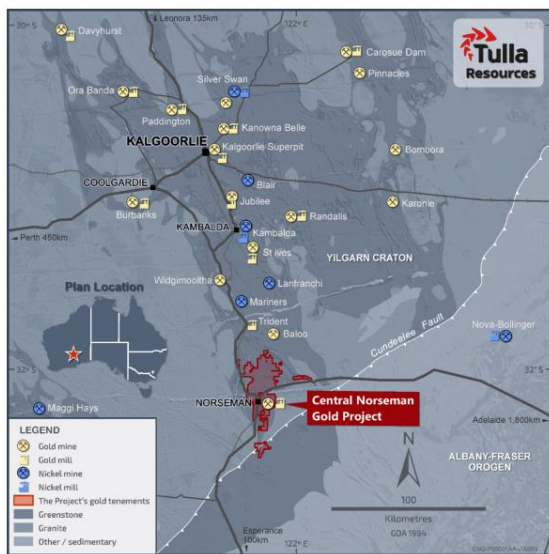 30°S
Leonora 135km
122°E
30°S
Davyhurst
Carosue Dam
Tulla
Resources
Pinnacles
Silver Swan
Ora Banda
Paddington
Kanowna Belle
KALGOORLIE
Kalgoorlie Superpit
Bombora
COOLGARDIE
Blair
Jubilee
Burbanks
Randalls
Karonie
Perth 450km
KAMBALDA
Kambalda
St Ives
YILGARN CRATON
Widgimooltha
Lanfranchi
Plan Location
Mariners
Trident
Baloo
Cundeelee Fault
Nova-Bollinger
32°S
32°S
Maggi Hays
NORSEMAN
Central Norseman
Gold Project
Adelaide 1,800km
LEGEND
Gold mine
Gold mill
Nickel mine
Nickel mill
The Project's gold tenements
Greenstone
Granite
Other / sedimentary
N
ALBANY-FRASER
OROGEN
100
Kilometres
GDA1994
Esperance
100km
122°E